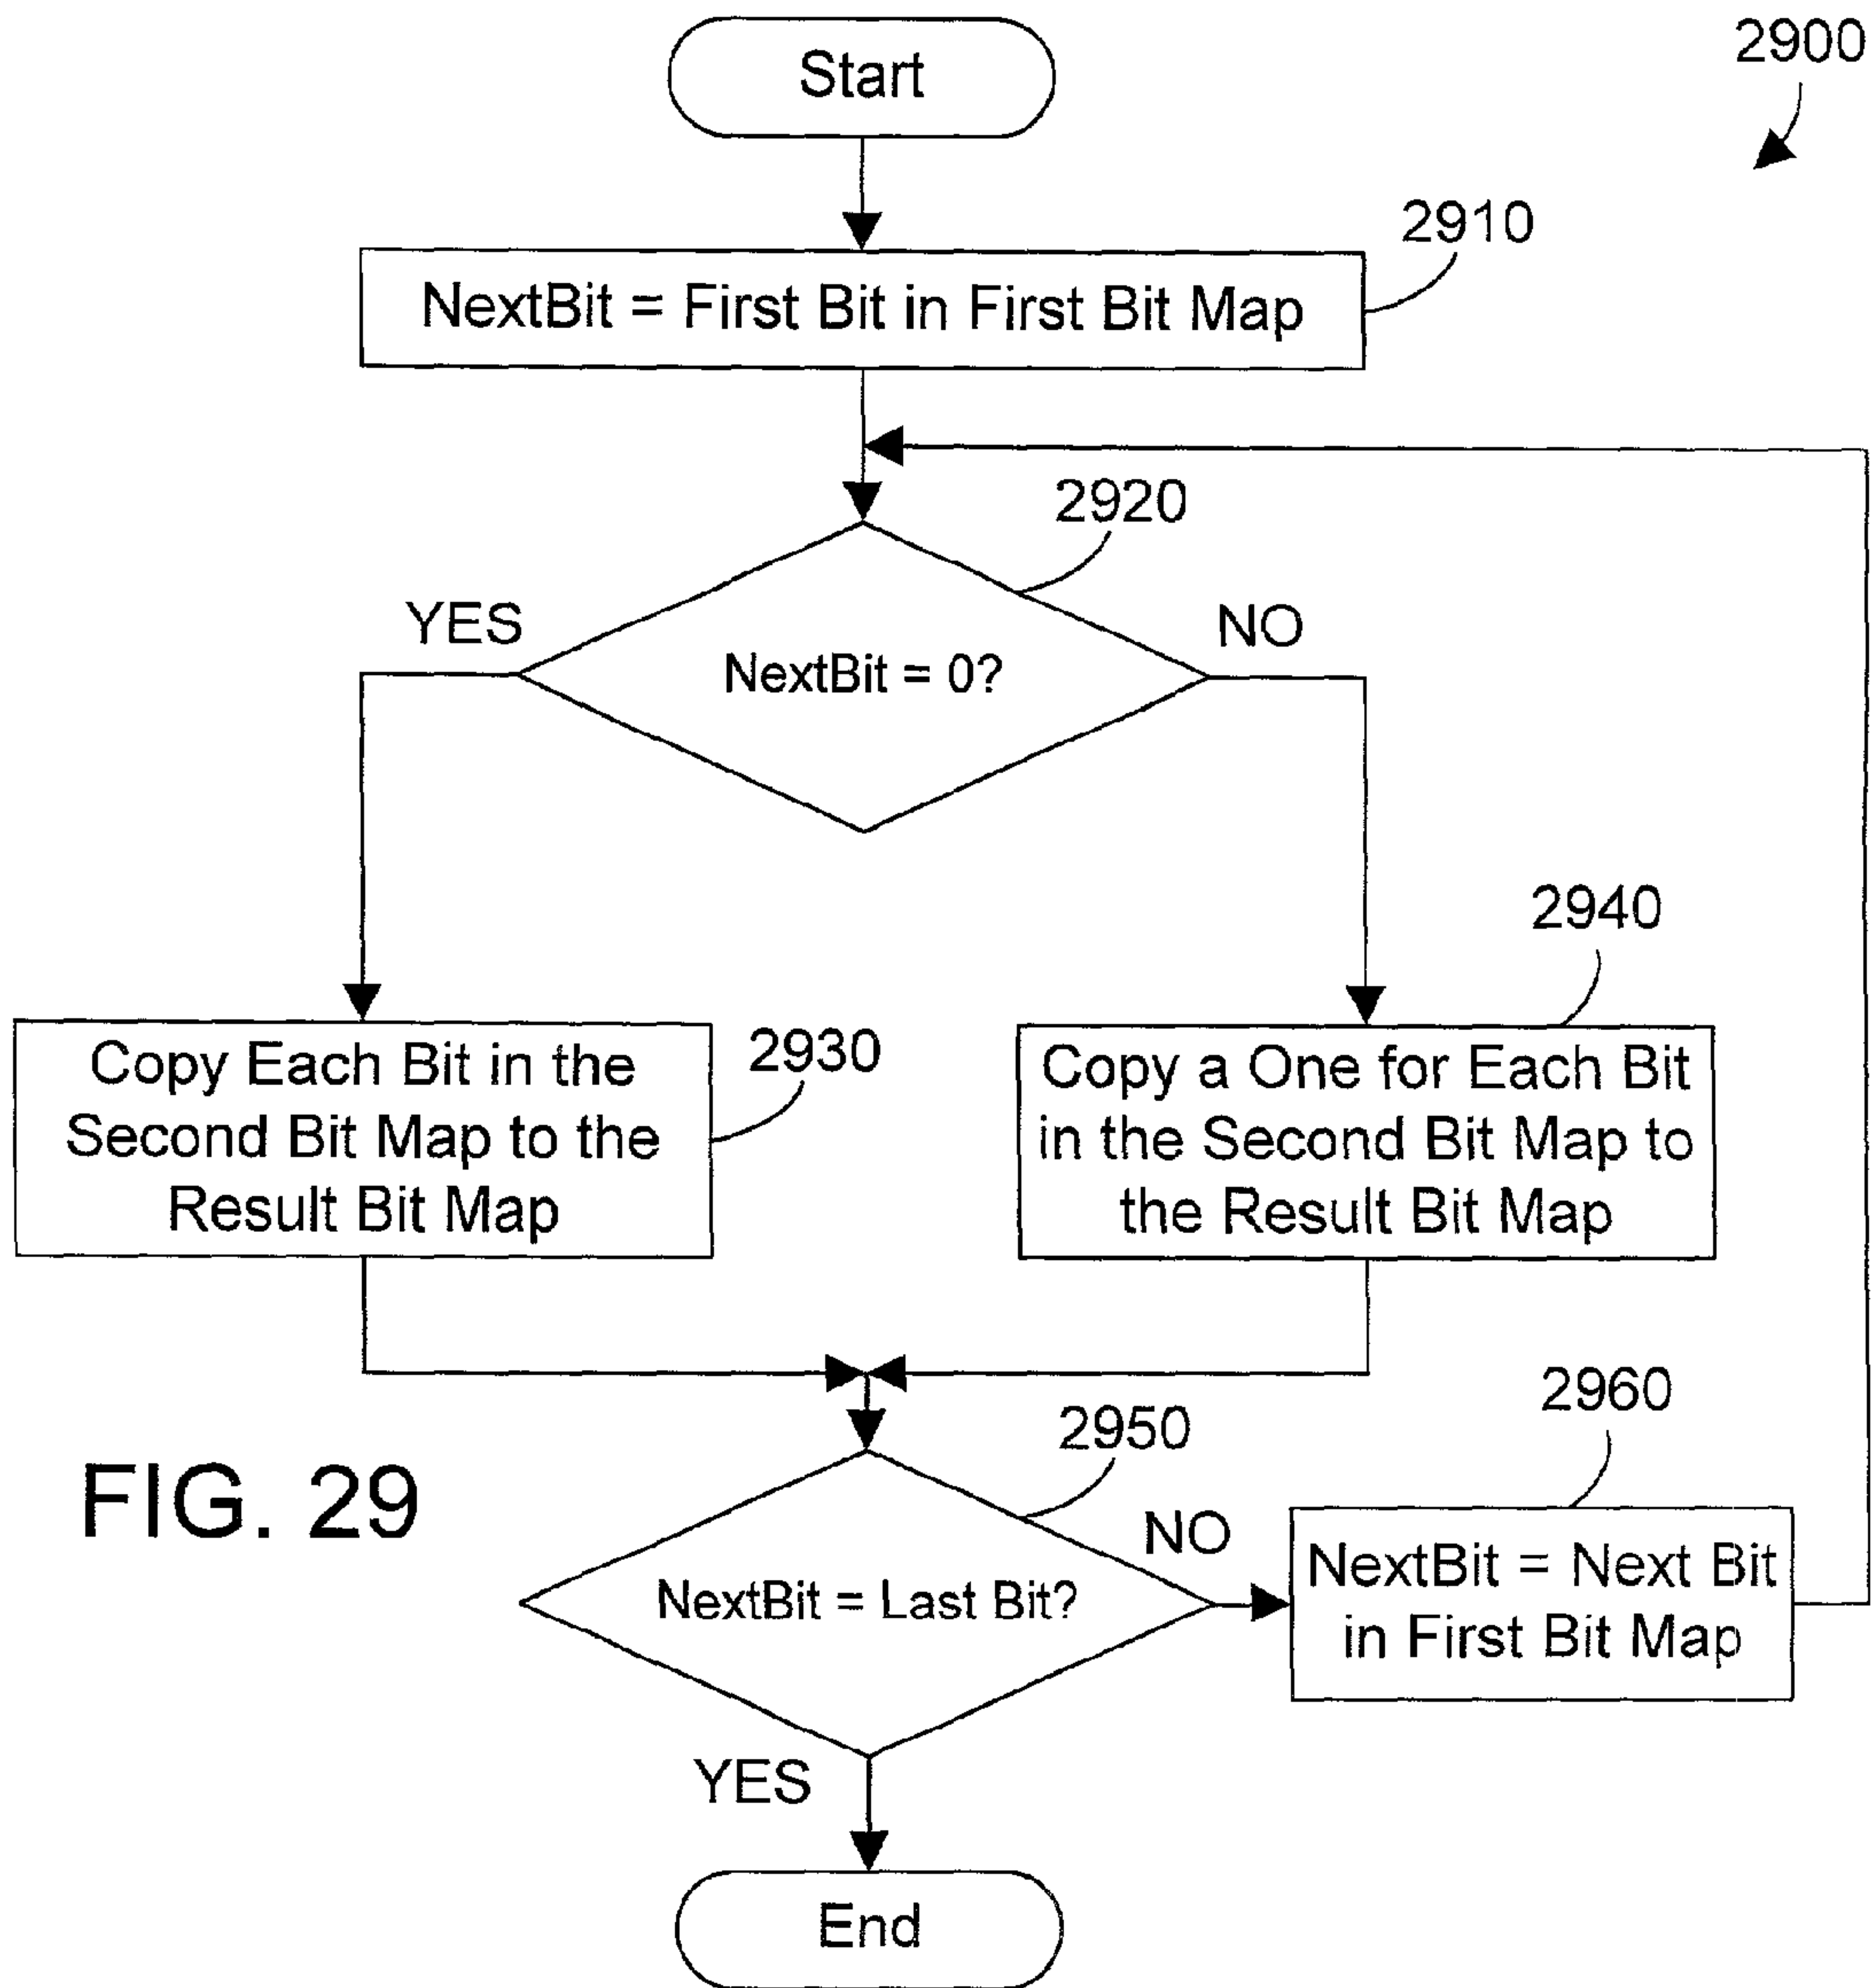 Start
2900
2910
NextBit = First Bit in First Bit Map
2920
YES
NO
NextBit = 0?
2940
2930
Copy Each Bit in the
Second Bit Map to the
Result Bit Map
Copy a One for Each Bit
in the Second Bit Map to
the Result Bit Map
2960
2950
FIG. 29
NO
NextBit = Last Bit?
NextBit = Next Bit
in First Bit Map
YES
End